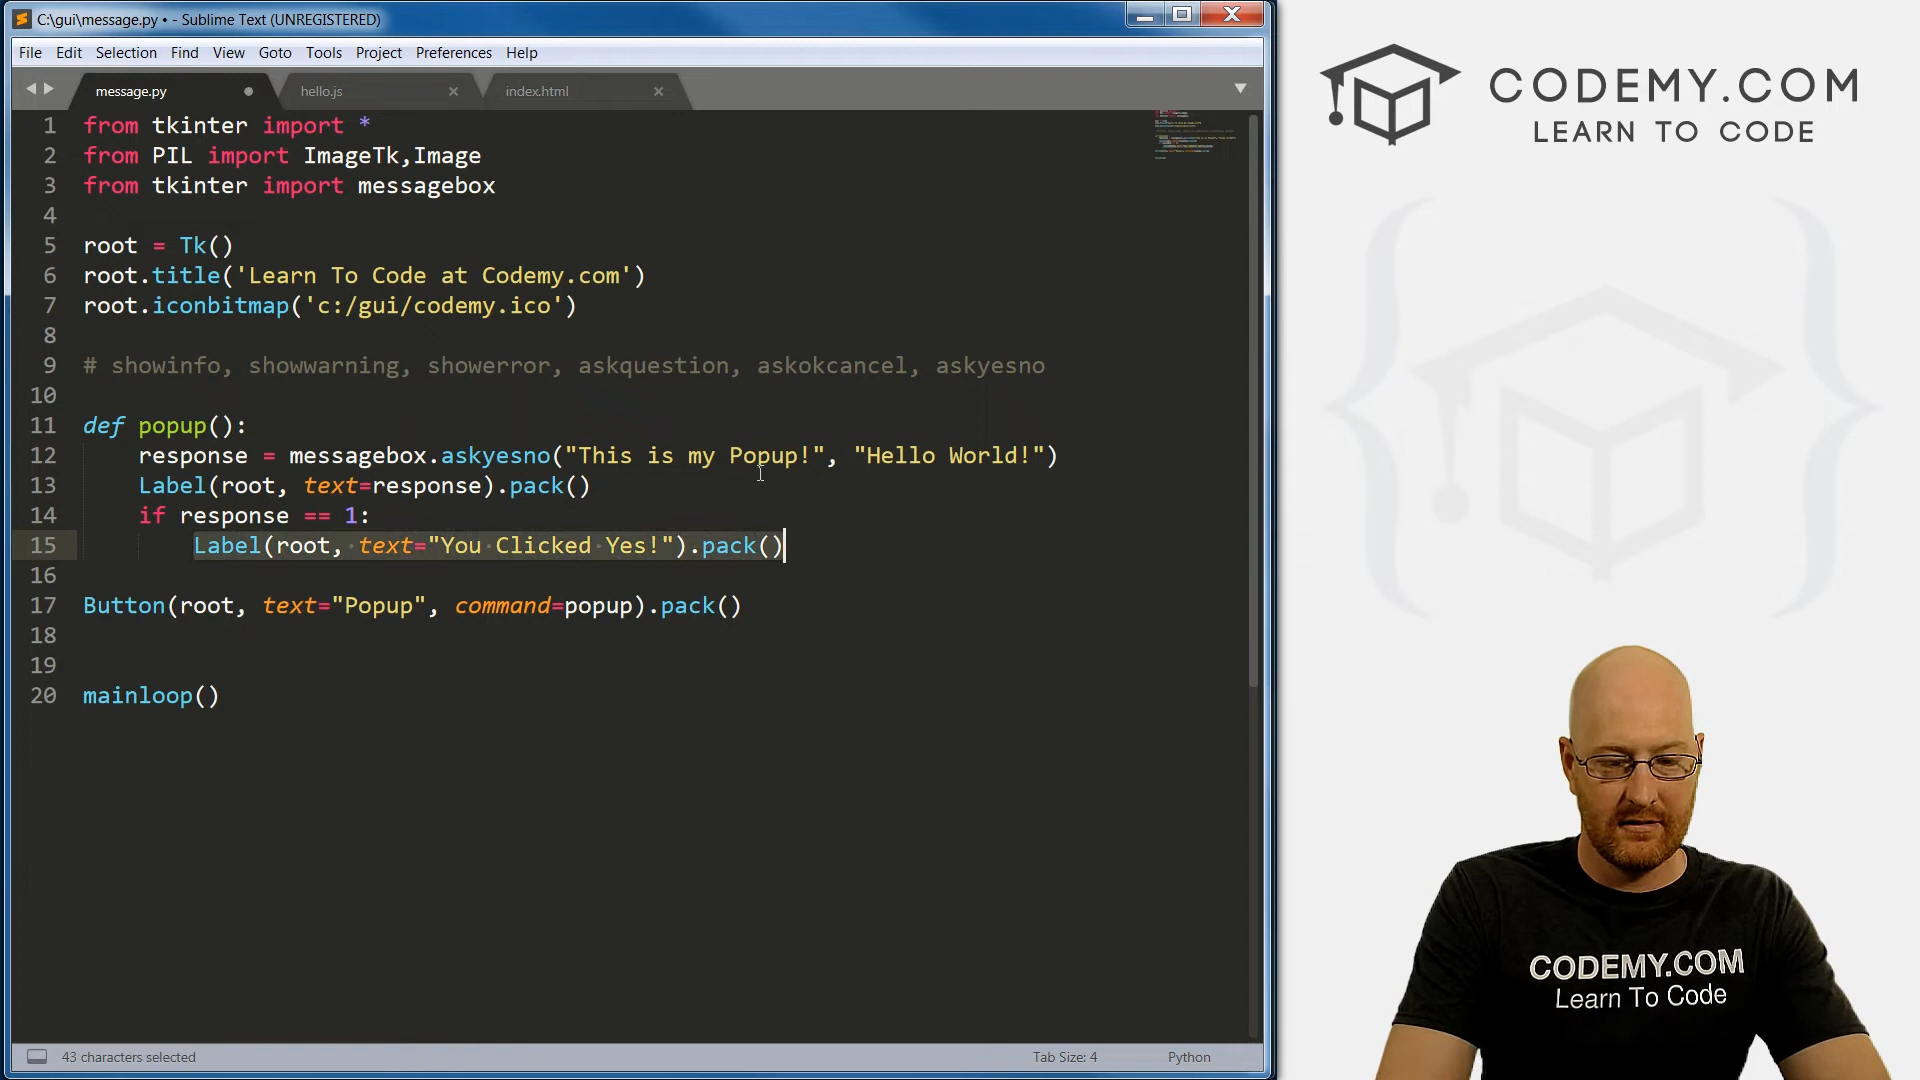 C:\gui\message.py • - Sublime Text (UNREGISTERED)
File Edit Selection Find View Goto Tools Project Preferences Help
message.py hello.js index.html
1 from tkinter import *
2 from PIL import ImageTk,Image
3 from tkinter import messagebox
4
5 root = Tk()
6 root.title('Learn To Code at Codemy.com')
7 root.iconbitmap('c:/gui/codemy.ico')
8
9 # showinfo, showwarning, showerror, askquestion, askokcancel, askyesno
10
11 def popup():
12 response = messagebox.askyesno("This is my Popup!", "Hello World!")
13 Label(root, text=response).pack()
14 if response == 1:
15 Label(root, text="You Clicked Yes!").pack()
16
17 Button(root, text="Popup", command=popup).pack()
18
19
20 mainloop()
43 characters selected Tab Size: 4 Python
CODEMY.COM
LEARN TO CODE
CODEMY.COM
Learn To Code